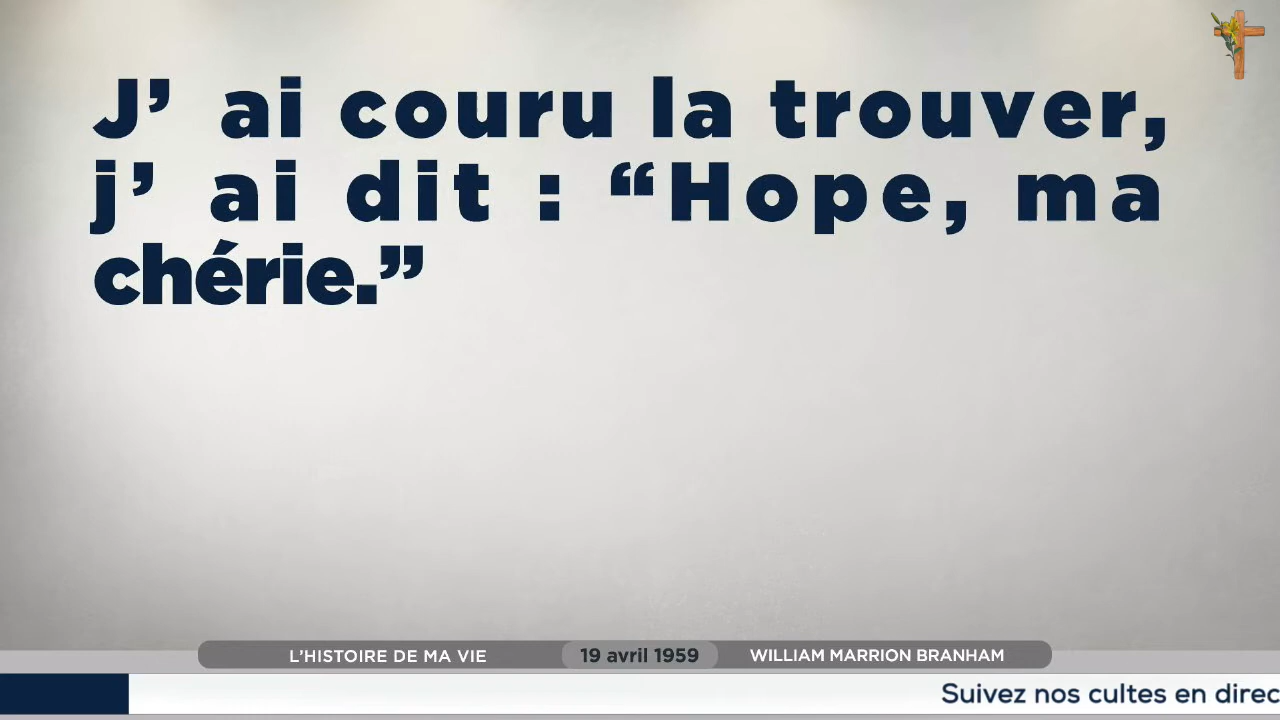 J’ ai couru la trouver,
j’ ai dit : “Hope, ma
chérie.”
L’HISTOIRE DE MA VIE
19 avril 1959
WILLIAM MARRION BRANHAM
Suivez nos cultes en direc